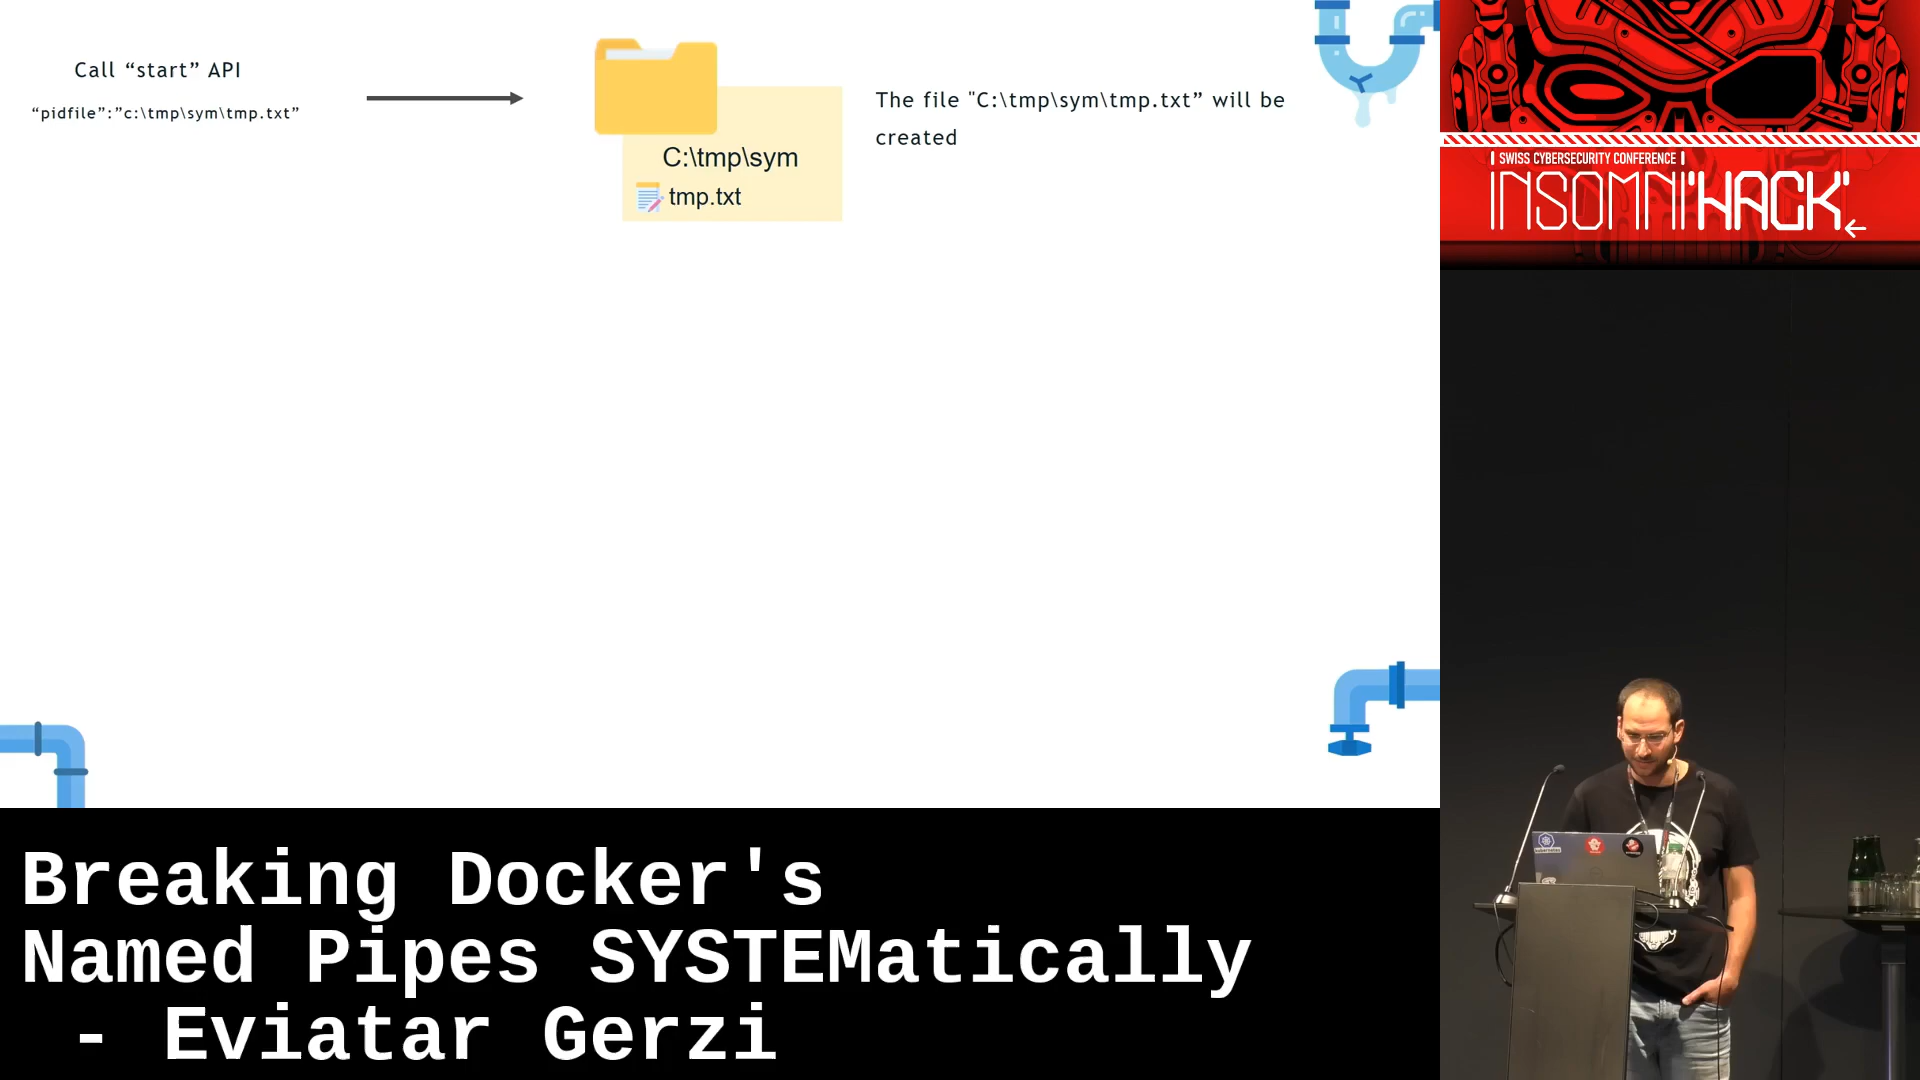 Call “start” API
“pidfile”:”c:\tmp\sym\tmp.txt”
C:\tmp\sym
tmp.txt
The file "C:\tmp\sym\tmp.txt” will be
created
SWISS CYBERSECURITY CONFERENCE
INSOMNI'HACK
Breaking Docker's
Named Pipes SYSTEMatically
- Eviatar Gerzi